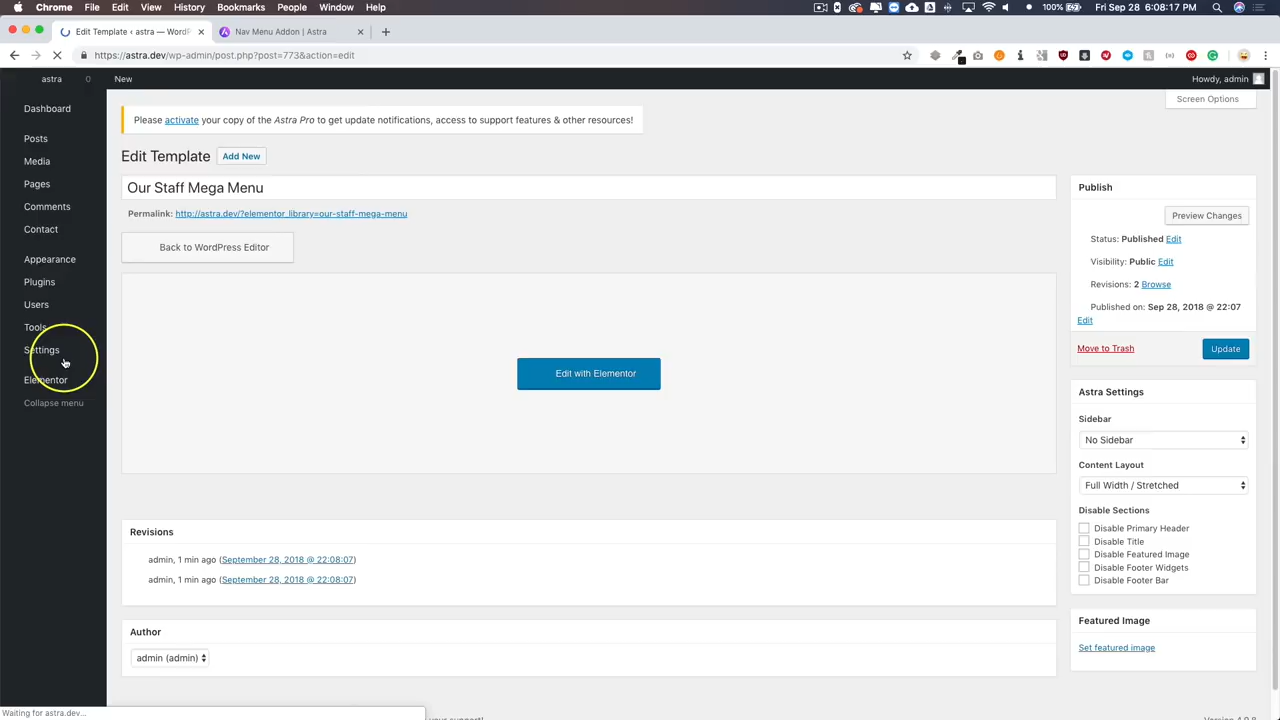 Chrome File Edit View History Bookmarks People Window Help
100% Fri Sep 28 6:08:17 PM
Edit Template ‹ astra — WordP
Nav Menu Addon | Astra
https://astra.dev/wp-admin/post.php?post=773&action=edit
astra 0 New
Howdy, admin
Screen Options
Dashboard
Posts
Media
Pages
Comments
Contact
Appearance
Plugins
Users
Tools
Settings
Elementor
Collapse menu
Please activate your copy of the Astra Pro to get update notifications, access to support features & other resources!
Edit Template Add New
Our Staff Mega Menu
Permalink: http://astra.dev/?elementor_library=our-staff-mega-menu
Back to WordPress Editor
Edit with Elementor
Revisions
admin, 1 min ago (September 28, 2018 @ 22:08:07)
admin, 1 min ago (September 28, 2018 @ 22:08:07)
Author
admin (admin)
Publish
Preview Changes
Status: Published Edit
Visibility: Public Edit
Revisions: 2 Browse
Published on: Sep 28, 2018 @ 22:07
Edit
Move to Trash
Update
Astra Settings
Sidebar
No Sidebar
Content Layout
Full Width / Stretched
Disable Sections
Disable Primary Header
Disable Title
Disable Featured Image
Disable Footer Widgets
Disable Footer Bar
Featured Image
Set featured image
Waiting for astra.dev...
your support!
Version 4.9.8